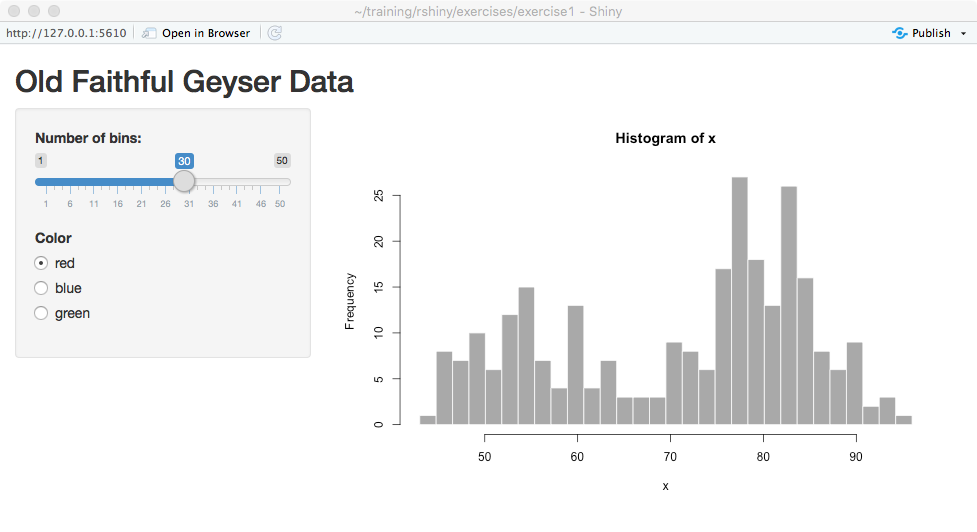 ~/training/rshiny/exercises/exercise1 - Shiny
http://127.0.0.1:5610 Open in Browser Publish
Old Faithful Geyser Data
Number of bins:
1 30 50
1 6 11 16 21 26 31 36 41 46 50
Color
red
blue
green
Histogram of x
Frequency
25
20
15
10
5
0
50 60 70 80 90
x